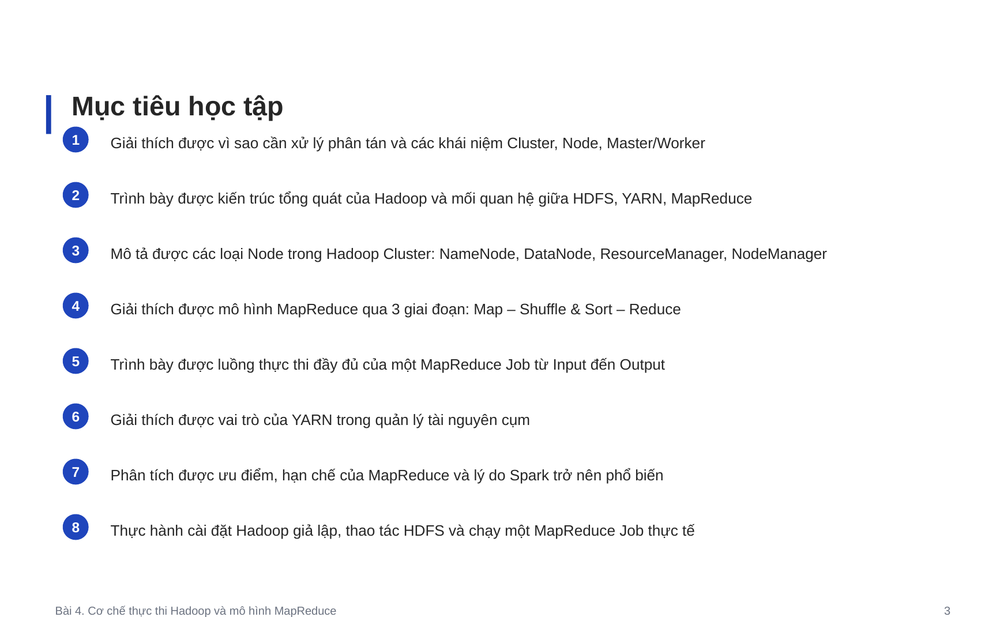 Mục tiêu học tập
1 Giải thích được vì sao cần xử lý phân tán và các khái niệm Cluster, Node, Master/Worker
2 Trình bày được kiến trúc tổng quát của Hadoop và mối quan hệ giữa HDFS, YARN, MapReduce
3 Mô tả được các loại Node trong Hadoop Cluster: NameNode, DataNode, ResourceManager, NodeManager
4 Giải thích được mô hình MapReduce qua 3 giai đoạn: Map – Shuffle & Sort – Reduce
5 Trình bày được luồng thực thi đầy đủ của một MapReduce Job từ Input đến Output
6 Giải thích được vai trò của YARN trong quản lý tài nguyên cụm
7 Phân tích được ưu điểm, hạn chế của MapReduce và lý do Spark trở nên phổ biến
8 Thực hành cài đặt Hadoop giả lập, thao tác HDFS và chạy một MapReduce Job thực tế
Bài 4. Cơ chế thực thi Hadoop và mô hình MapReduce 3